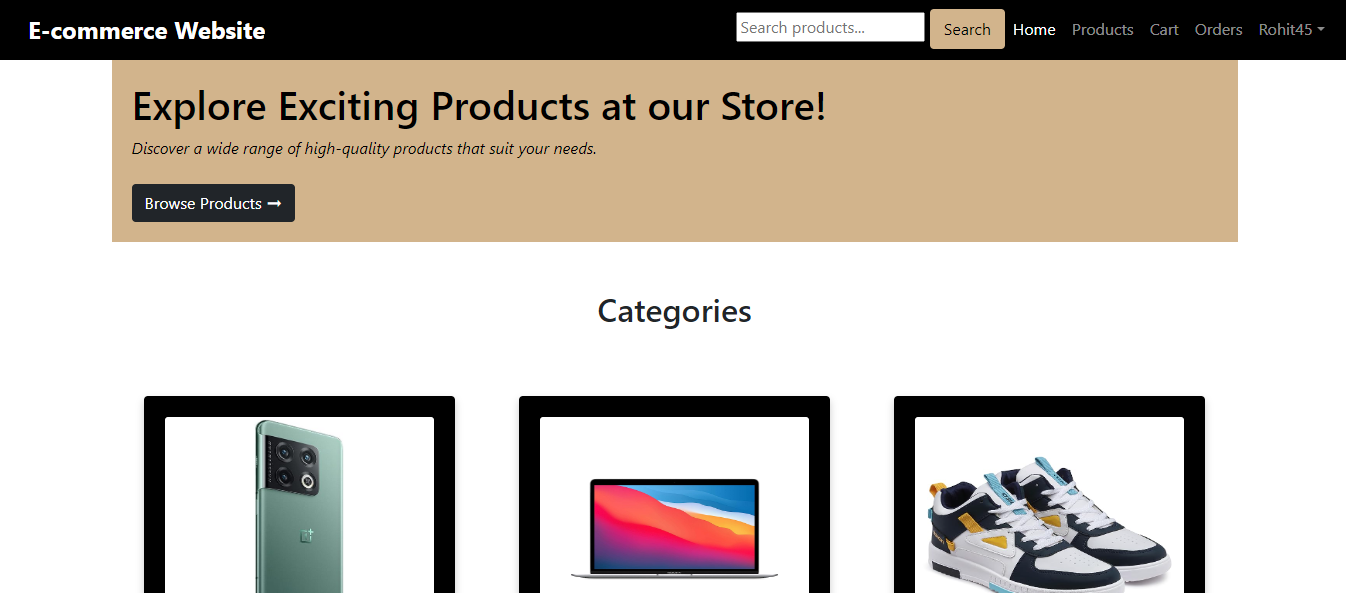 E-commerce Website
Search products...
Search
Home
Products
Cart
Orders
Rohit45
Explore Exciting Products at our Store!
Discover a wide range of high-quality products that suit your needs.
Browse Products ➞
Categories